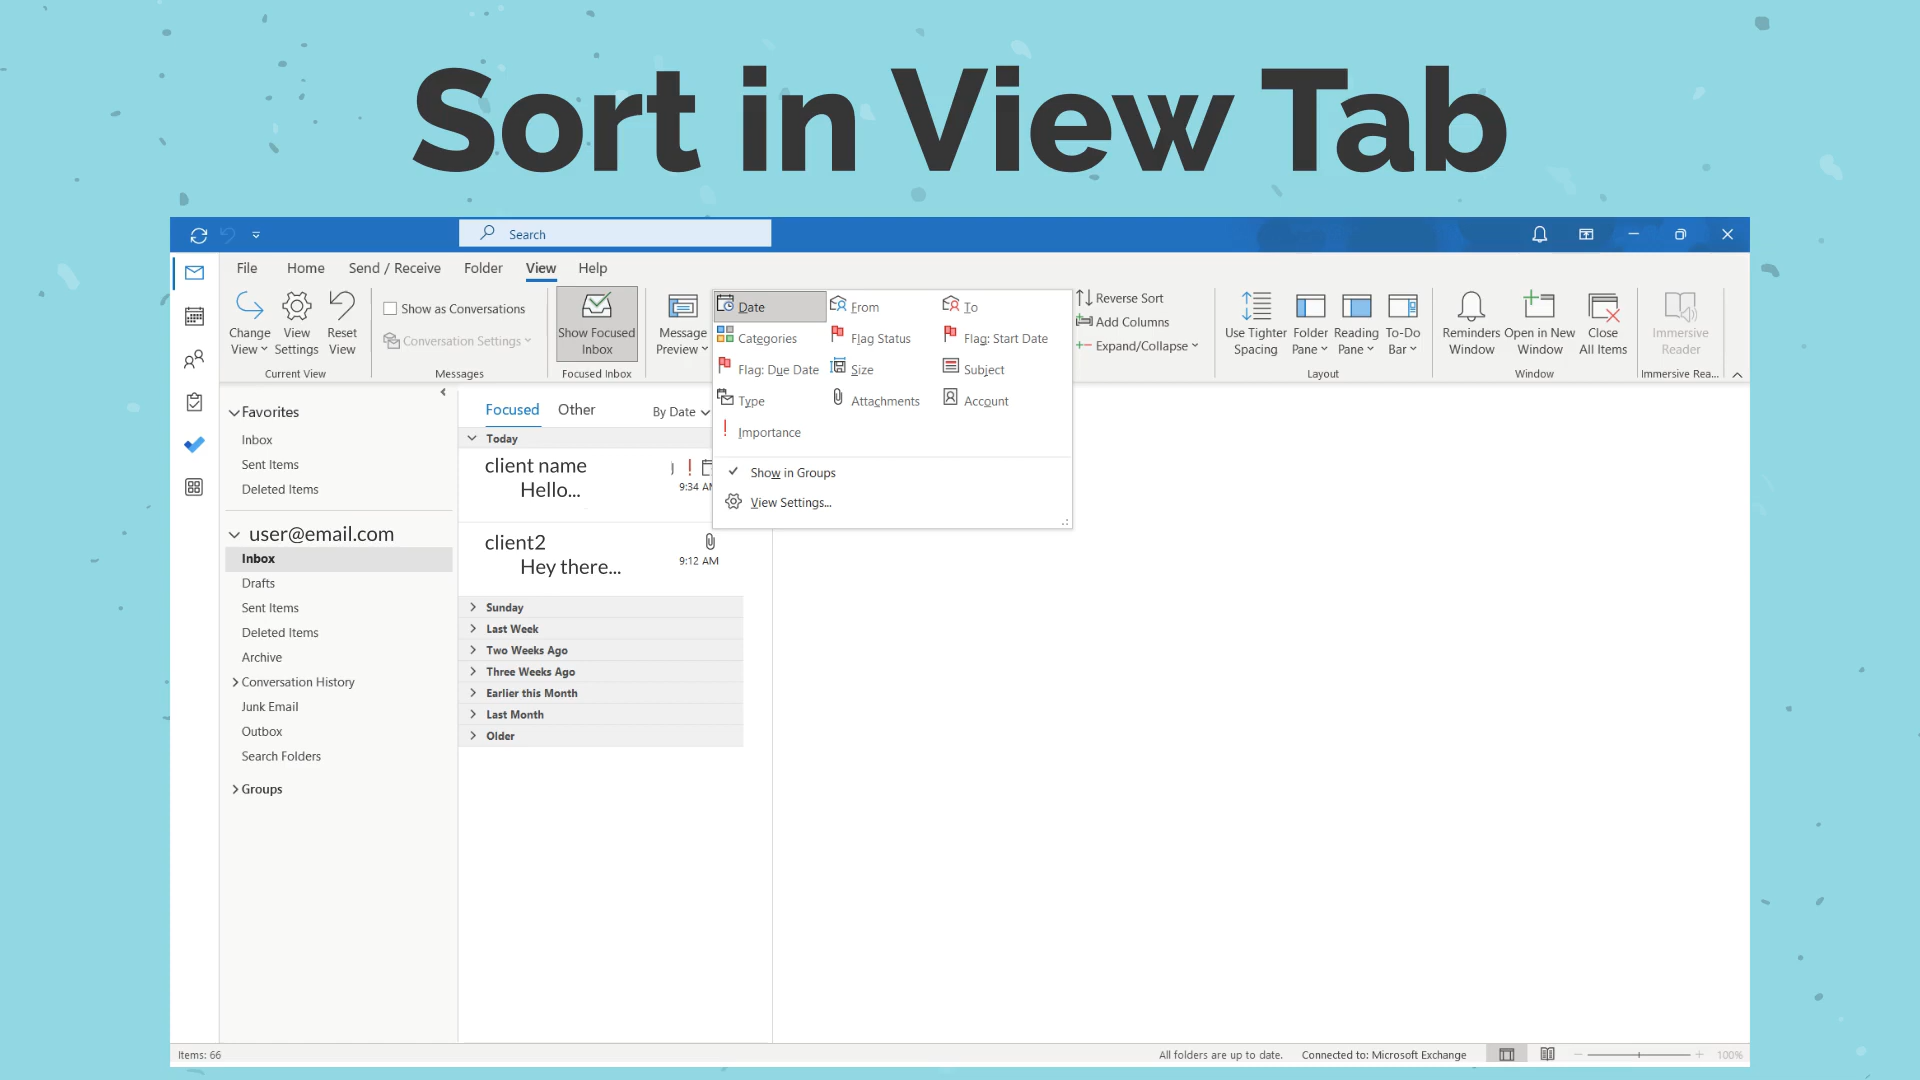 Sort in View Tab
Search
File Home Send / Receive Folder View Help
Change View
View Settings
Reset View
Current View
Show as Conversations
Conversation Settings
Messages
Show Focused Inbox
Focused Inbox
Message Preview
Date From To
Categories Flag Status Flag: Start Date
Flag: Due Date Size Subject
Type Attachments Account
Importance
Show in Groups
View Settings...
Reverse Sort
Add Columns
Expand/Collapse
Use Tighter Spacing
Folder Pane
Reading Pane
To-Do Bar
Layout
Reminders Window
Open in New Window
Close All Items
Window
Immersive Reader
Immersive Rea...
Favorites
Inbox
Sent Items
Deleted Items
user@email.com
Inbox
Drafts
Sent Items
Deleted Items
Archive
Conversation History
Junk Email
Outbox
Search Folders
Groups
Focused Other By Date
Today
client name
Hello...
9:34 AM
client2
Hey there...
9:12 AM
Sunday
Last Week
Two Weeks Ago
Three Weeks Ago
Earlier this Month
Last Month
Older
Items: 66
All folders are up to date. Connected to: Microsoft Exchange
100%